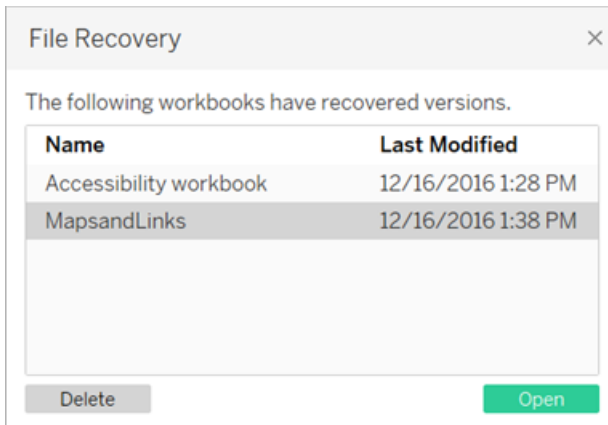 File Recovery
The following workbooks have recovered versions.
Name Last Modified
Accessibility workbook 12/16/2016 1:28 PM
MapsandLinks 12/16/2016 1:38 PM
Delete Open